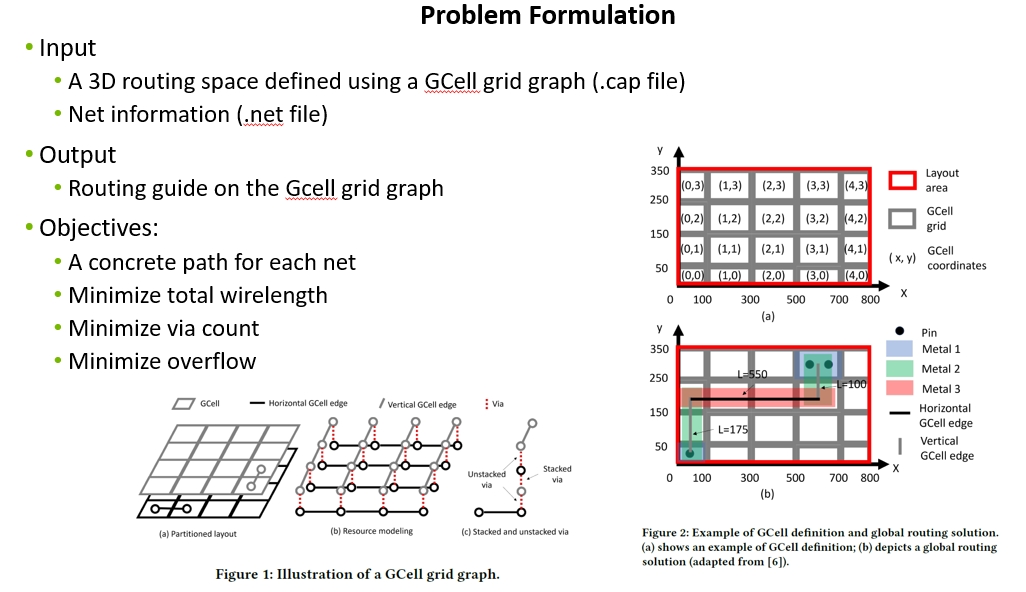 Problem Formulation
• Input
• A 3D routing space defined using a GCell grid graph (.cap file)
• Net information (.net file)
• Output
• Routing guide on the Gcell grid graph
• Objectives:
• A concrete path for each net
• Minimize total wirelength
• Minimize via count
• Minimize overflow
GCell
Horizontal GCell edge
Vertical GCell edge
Via
Unstacked
via
Stacked
via
(a) Partitioned layout
(b) Resource modeling
(c) Stacked and unstacked via
Figure 1: Illustration of a GCell grid graph.
y
350
250
150
50
(0,3) (1,3) (2,3) (3,3) (4,3)
(0,2) (1,2) (2,2) (3,2) (4,2)
(0,1) (1,1) (2,1) (3,1) (4,1)
(0,0) (1,0) (2,0) (3,0) (4,0)
0 100 300 500 700 800
X
(a)
Layout
area
GCell
grid
( x, y) GCell
coordinates
y
350
250
150
50
L=550
L=100
L=175
0 100 300 500 700 800
X
(b)
Pin
Metal 1
Metal 2
Metal 3
Horizontal
GCell edge
Vertical
GCell edge
Figure 2: Example of GCell definition and global routing solution.
(a) shows an example of GCell definition; (b) depicts a global routing
solution (adapted from [6]).